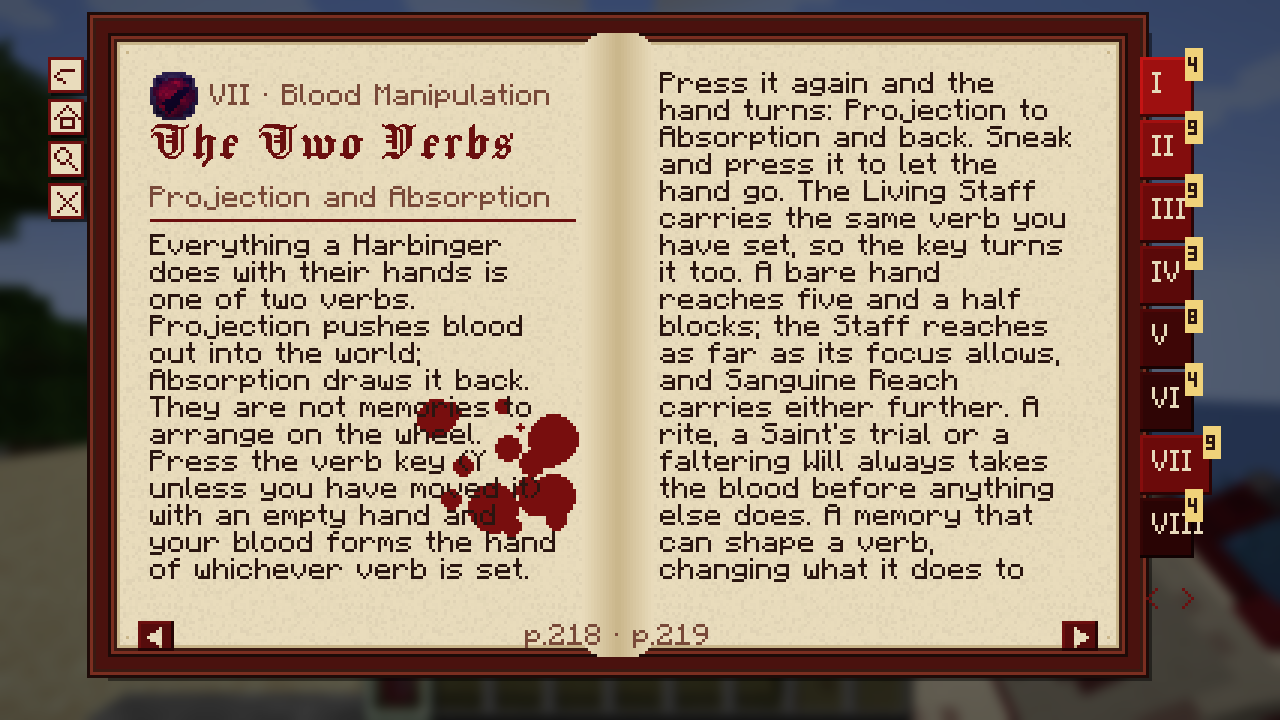 VII · Blood Manipulation
The Two Verbs
Projection and Absorption
Everything a Harbinger
does with their hands is
one of two verbs.
Projection pushes blood
out into the world;
Absorption draws it back.
They are not memories to
arrange on the wheel.
Press the verb key (Y
unless you have moved it)
with an empty hand and
your blood forms the hand
of whichever verb is set.
p.218 · p.219
Press it again and the
hand turns: Projection to
Absorption and back. Sneak
and press it to let the
hand go. The Living Staff
carries the same verb you
have set, so the key turns
it too. A bare hand
reaches five and a half
blocks; the Staff reaches
as far as its focus allows,
and Sanguine Reach
carries either further. A
rite, a Saint's trial or a
faltering Will always takes
the blood before anything
else does. A memory that
can shape a verb,
changing what it does to
I
4
II
9
III
9
IV
3
V
8
VI
4
VII
9
VIII
4